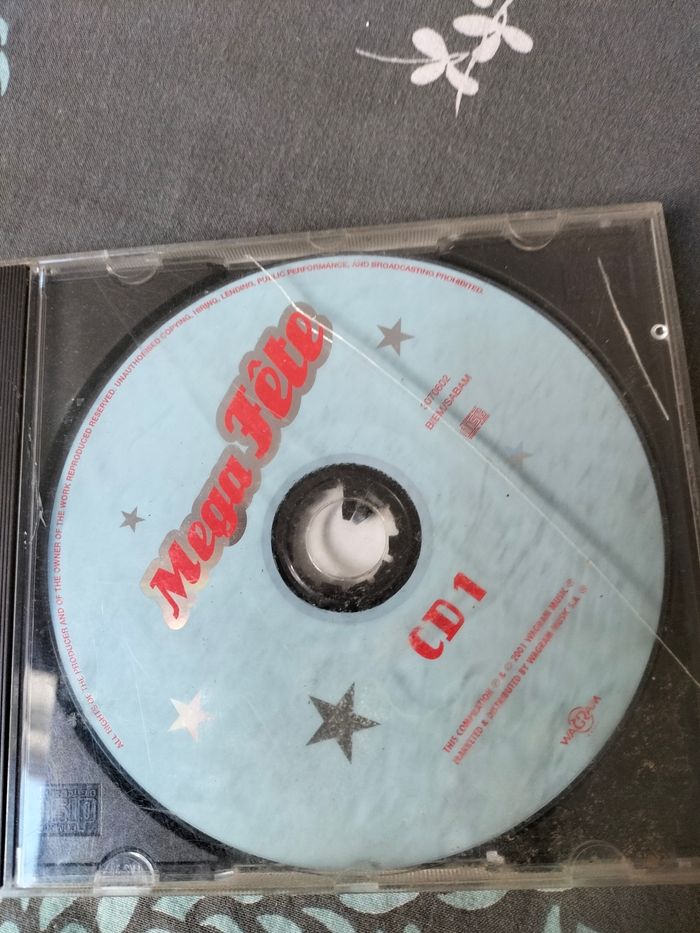 ALL RIGHTS OF THE PRODUCER AND OF THE OWNER OF THE WORK REPRODUCED RESERVED. UNAUTHORISED COPYING, HIRING, LENDING, PUBLIC PERFORMANCE, AND BROADCASTING PROHIBITED.
Mega Fête
BIEM/SABAM
CD 1
THIS COMPILATION ℗ & © 2001 WAGRAM MUSIC ®
MARKETED & DISTRIBUTED BY WAGRAM MUSIC S.A. ®
WAGRAM